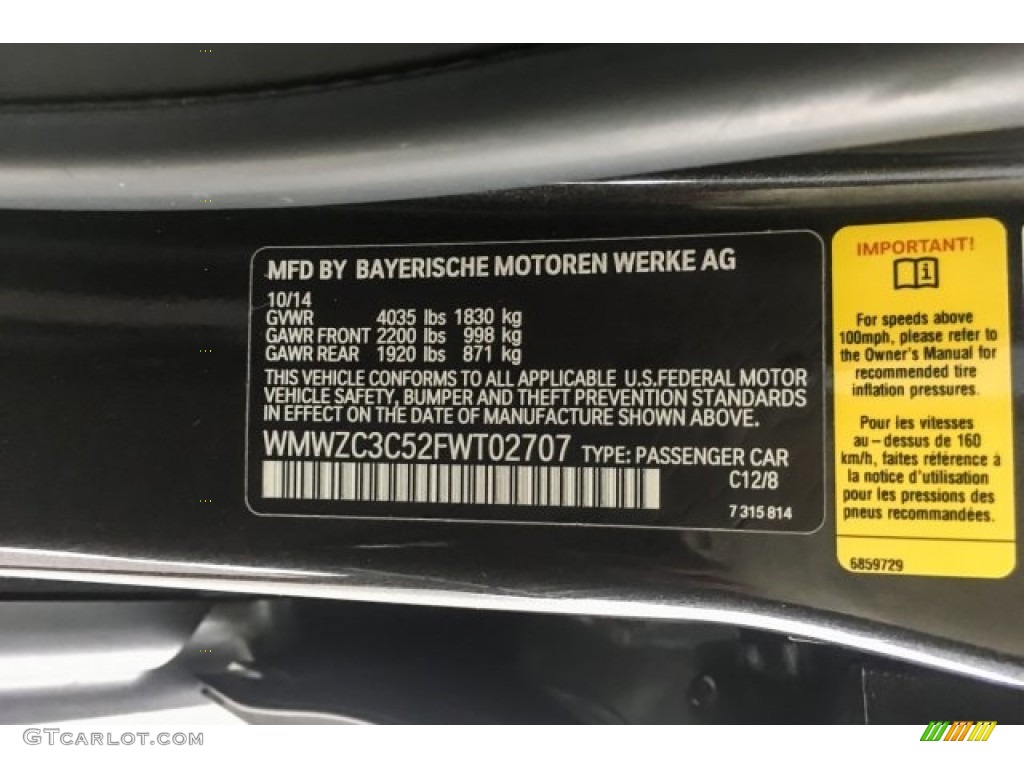 MFD BY BAYERISCHE MOTOREN WERKE AG
10/14
GVWR 4035 lbs 1830 kg
GAWR FRONT 2200 lbs 998 kg
GAWR REAR 1920 lbs 871 kg
THIS VEHICLE CONFORMS TO ALL APPLICABLE U.S.FEDERAL MOTOR
VEHICLE SAFETY, BUMPER AND THEFT PREVENTION STANDARDS
IN EFFECT ON THE DATE OF MANUFACTURE SHOWN ABOVE.
WMWZC3C52FWT02707 TYPE: PASSENGER CAR
C12/8
7 315 814
IMPORTANT!
For speeds above
100mph, please refer to
the Owner's Manual for
recommended tire
inflation pressures.
Pour les vitesses
au-dessus de 160
km/h, faites référence à
la notice d'utilisation
pour les pressions des
pneus recommandées.
6859729
GTCarLot.com